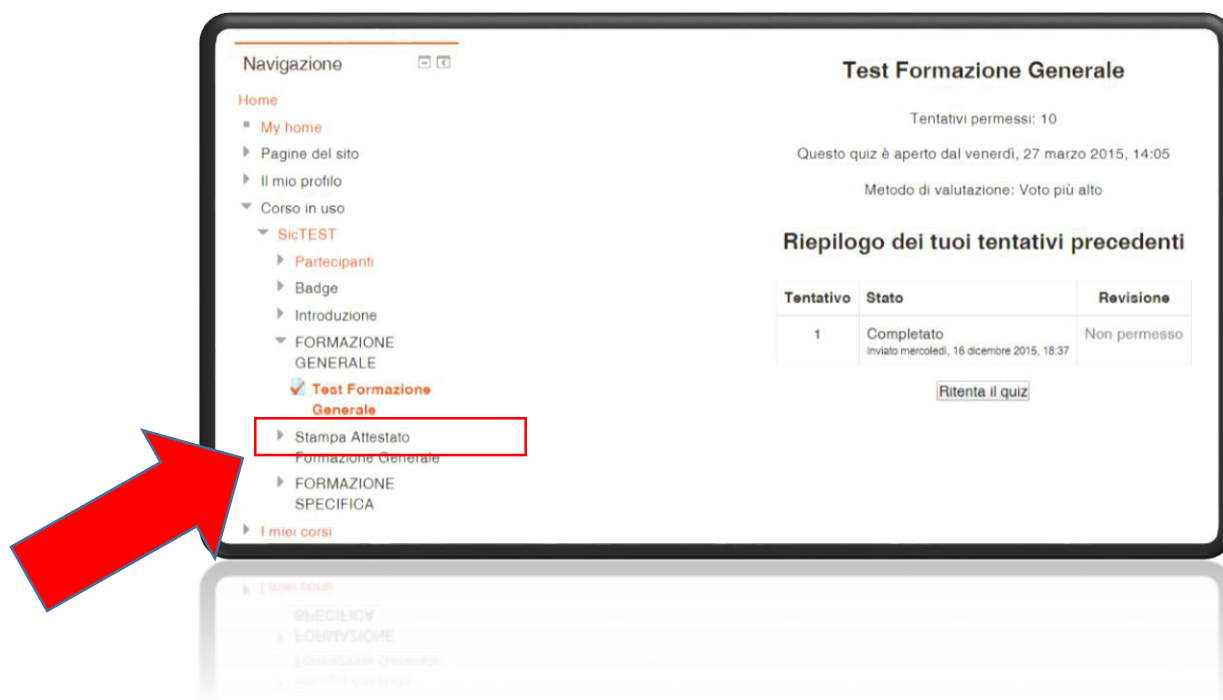 Navigazione
Home
My home
Pagine del sito
Il mio profilo
Corso in uso
SicTEST
Partecipanti
Badge
Introduzione
FORMAZIONE
GENERALE
Test Formazione
Generale
Stampa Attestato
Formazione Generale
FORMAZIONE
SPECIFICA
I miei corsi
Test Formazione Generale
Tentativi permessi: 10
Questo quiz è aperto dal venerdì, 27 marzo 2015, 14:05
Metodo di valutazione: Voto più alto
Riepilogo dei tuoi tentativi precedenti
Tentativo Stato Revisione
1 Completato Non permesso
Inviato mercoledì, 16 dicembre 2015, 18:37
Ritenta il quiz